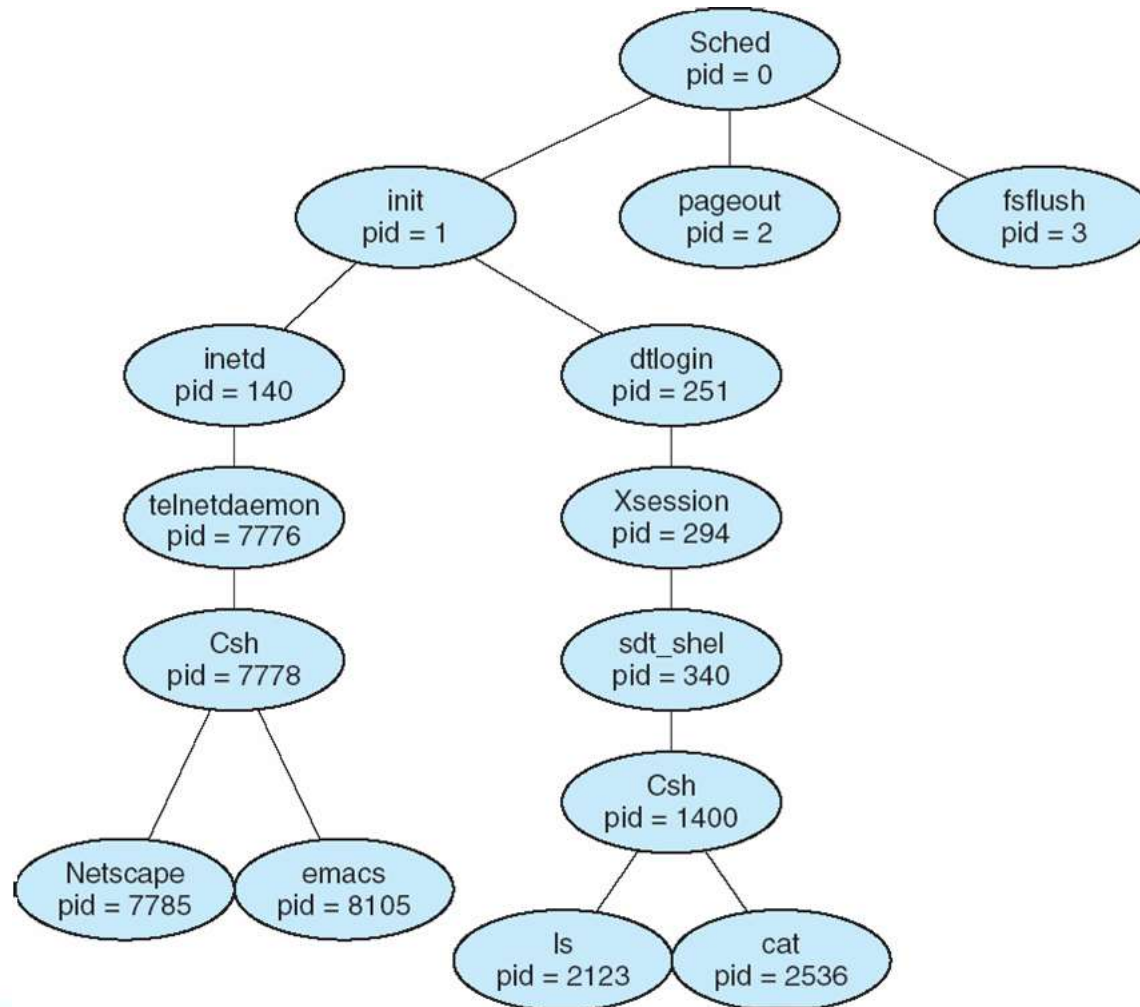 Sched
pid = 0
init
pid = 1
pageout
pid = 2
fsflush
pid = 3
inetd
pid = 140
dtlogin
pid = 251
telnetdaemon
pid = 7776
Xsession
pid = 294
Csh
pid = 7778
sdt_shel
pid = 340
Csh
pid = 1400
Netscape
pid = 7785
emacs
pid = 8105
ls
pid = 2123
cat
pid = 2536